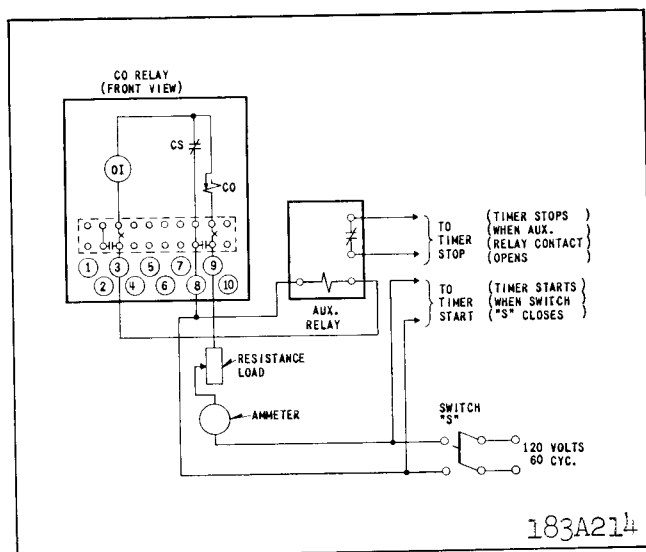 CO RELAY
(FRONT VIEW)
CS
OI
CO
1 3 5 7 9
2 4 6 8 10
AUX.
RELAY
TO
TIMER
STOP
(TIMER STOPS)
(WHEN AUX.)
(RELAY CONTACT)
(OPENS)
TO
TIMER
START
(TIMER STARTS)
(WHEN SWITCH)
("S" CLOSES)
RESISTANCE
LOAD
AMMETER
SWITCH
"S"
120 VOLTS
60 CYC.
183A214